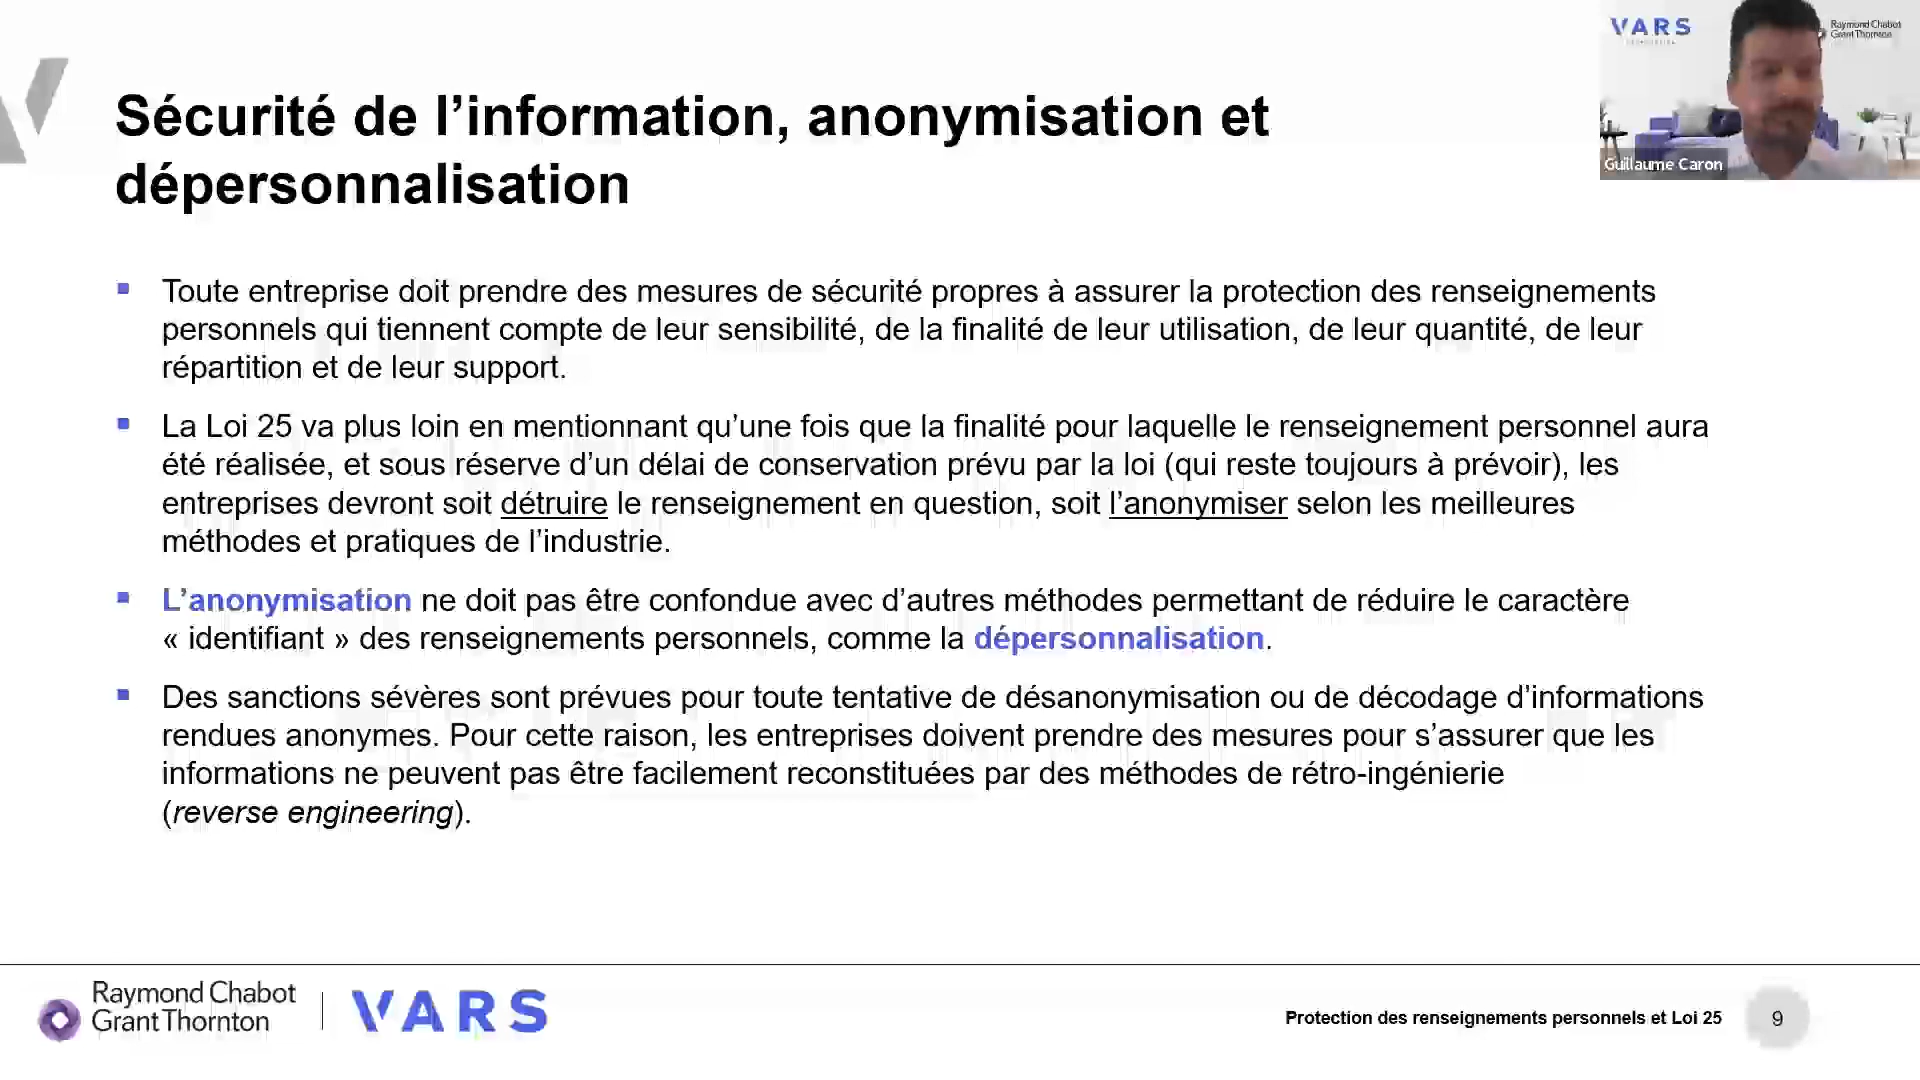 VARS
Raymond Chabot
Grant Thornton
Guillaume Caron
Sécurité de l’information, anonymisation et
dépersonnalisation
▪ Toute entreprise doit prendre des mesures de sécurité propres à assurer la protection des renseignements
personnels qui tiennent compte de leur sensibilité, de la finalité de leur utilisation, de leur quantité, de leur
répartition et de leur support.
▪ La Loi 25 va plus loin en mentionnant qu’une fois que la finalité pour laquelle le renseignement personnel aura
été réalisée, et sous réserve d’un délai de conservation prévu par la loi (qui reste toujours à prévoir), les
entreprises devront soit détruire le renseignement en question, soit l’anonymiser selon les meilleures
méthodes et pratiques de l’industrie.
▪ L’anonymisation ne doit pas être confondue avec d’autres méthodes permettant de réduire le caractère
« identifiant » des renseignements personnels, comme la dépersonnalisation.
▪ Des sanctions sévères sont prévues pour toute tentative de désanonymisation ou de décodage d’informations
rendues anonymes. Pour cette raison, les entreprises doivent prendre des mesures pour s’assurer que les
informations ne peuvent pas être facilement reconstituées par des méthodes de rétro-ingénierie
(reverse engineering).
Raymond Chabot
Grant Thornton
VARS
Protection des renseignements personnels et Loi 25
9